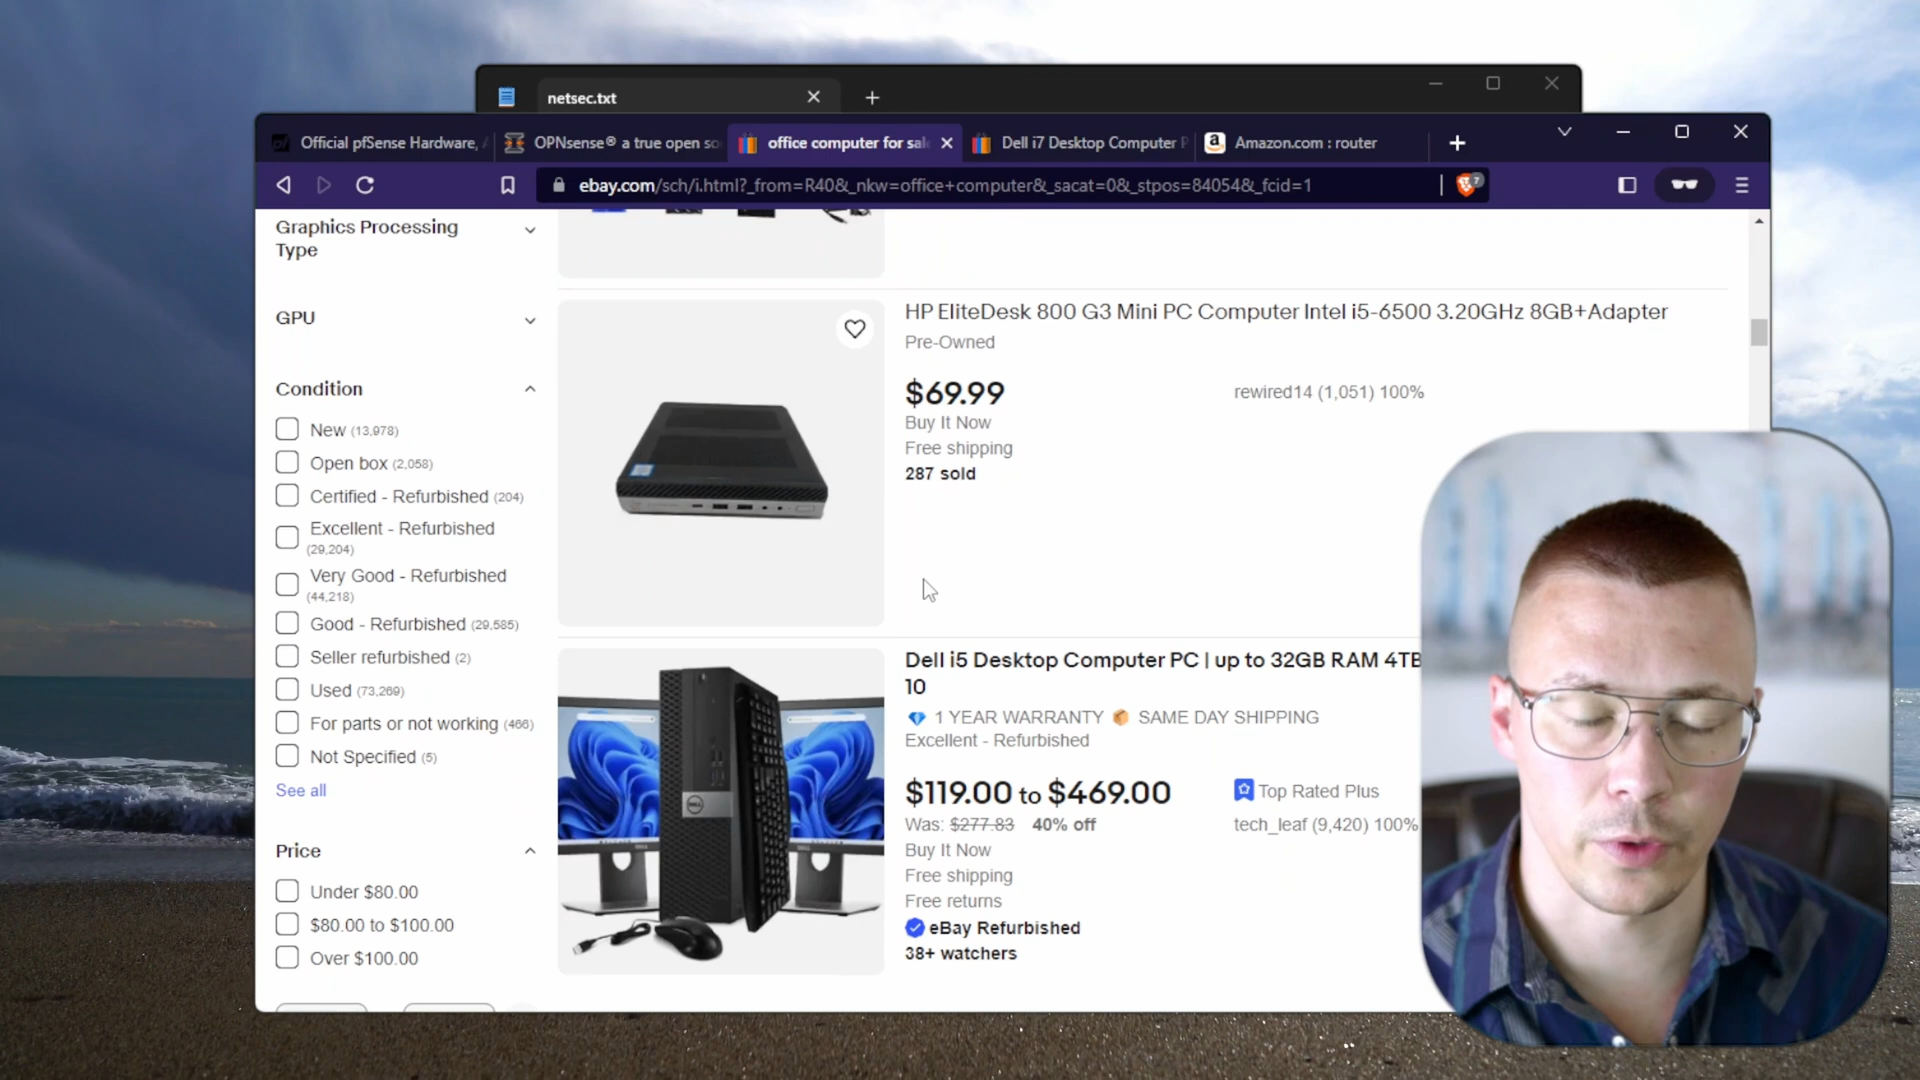 netsec.txt
Official pfSense Hardware,
OPNsense® a true open so
office computer for sal
Dell i7 Desktop Computer P
Amazon.com : router
ebay.com/sch/i.html?_from=R40&_nkw=office+computer&_sacat=0&_stpos=84054&_fcid=1
7
Graphics Processing
Type
GPU
Condition
New (13,978)
Open box (2,058)
Certified - Refurbished (204)
Excellent - Refurbished
(29,204)
Very Good - Refurbished
(44,218)
Good - Refurbished (29,585)
Seller refurbished (2)
Used (73,269)
For parts or not working (466)
Not Specified (5)
See all
Price
Under $80.00
$80.00 to $100.00
Over $100.00
HP EliteDesk 800 G3 Mini PC Computer Intel i5-6500 3.20GHz 8GB+Adapter
Pre-Owned
$69.99
rewired14 (1,051) 100%
Buy It Now
Free shipping
287 sold
Dell i5 Desktop Computer PC | up to 32GB RAM 4TB
10
1 YEAR WARRANTY SAME DAY SHIPPING
Excellent - Refurbished
$119.00 to $469.00
Top Rated Plus
Was: $277.83 40% off
tech_leaf (9,420) 100%
Buy It Now
Free shipping
Free returns
eBay Refurbished
38+ watchers
DELL